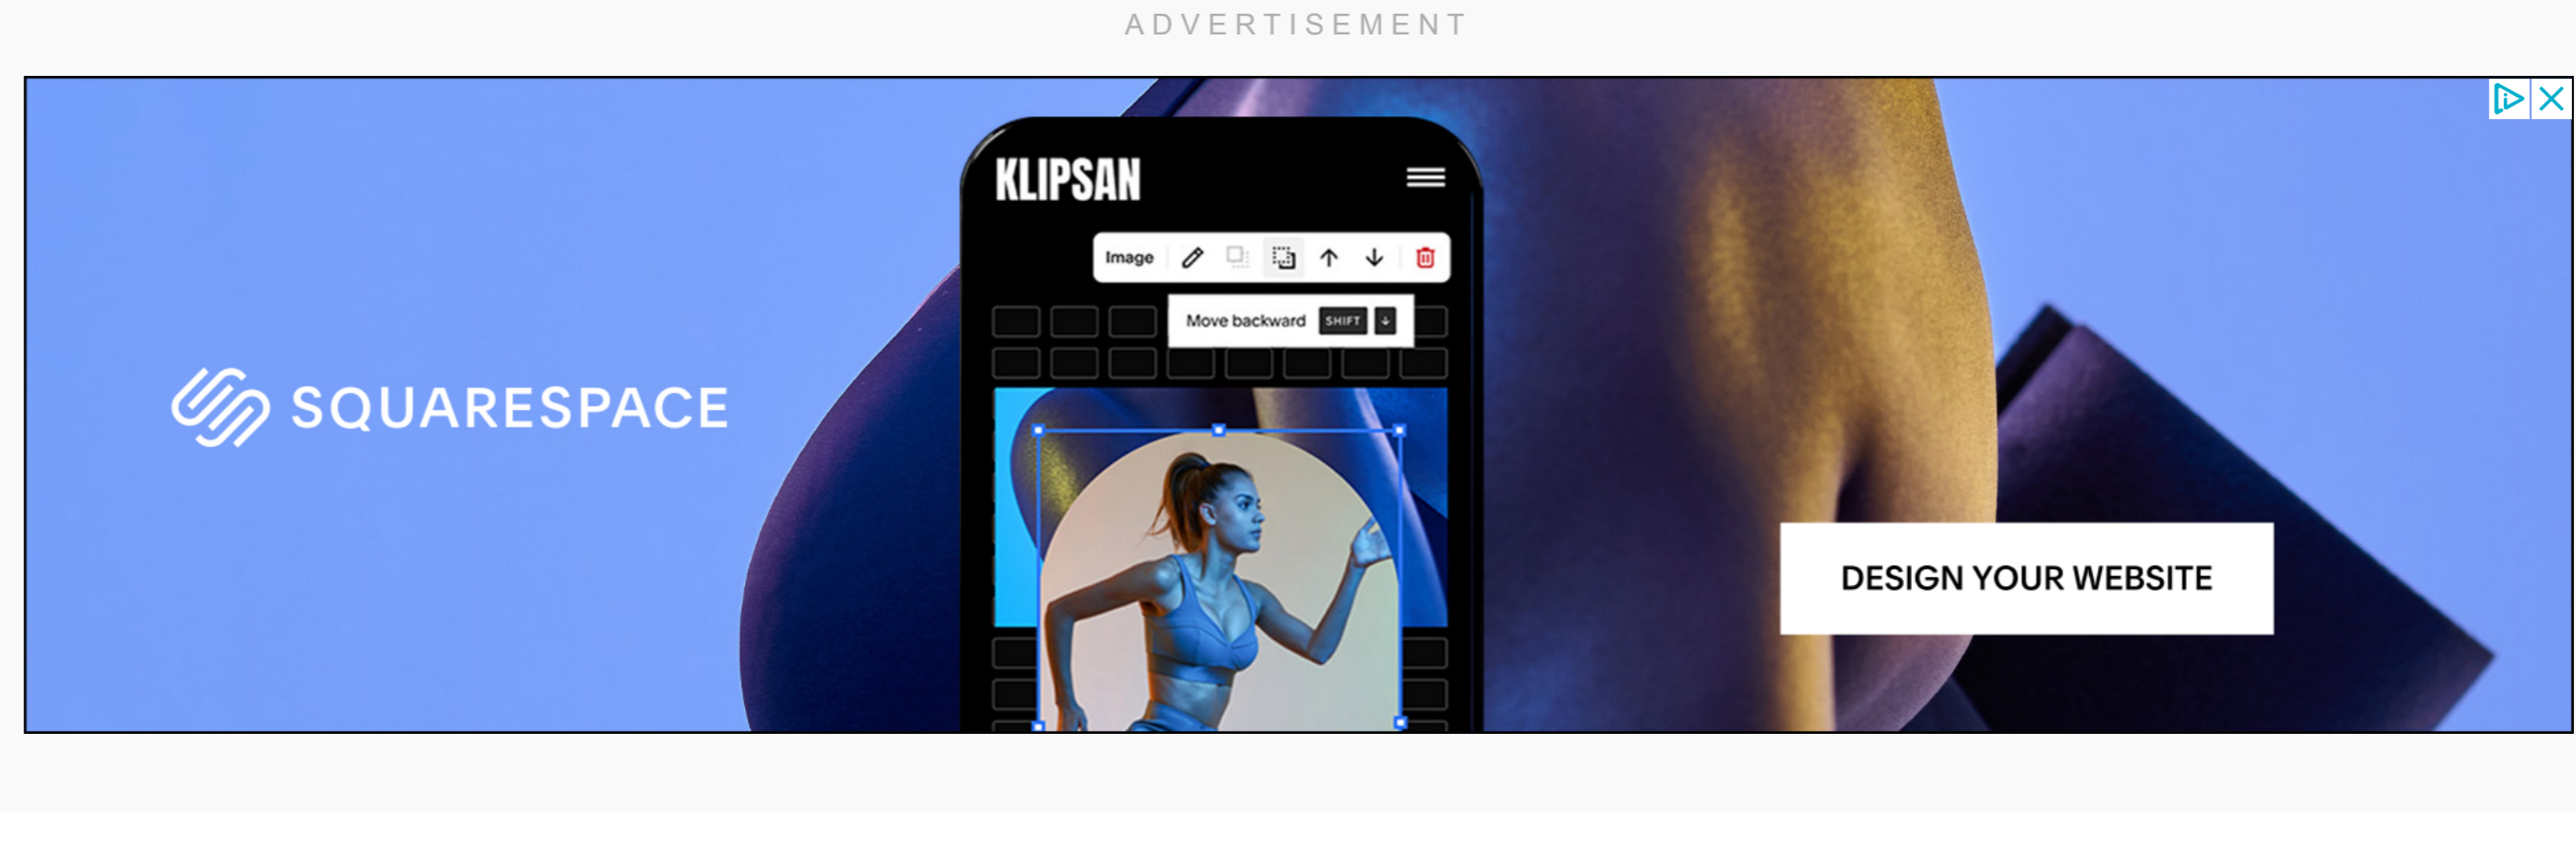 ADVERTISEMENT
KLIPSAN
Image
Move backward SHIFT ↓
SQUARESPACE
DESIGN YOUR WEBSITE